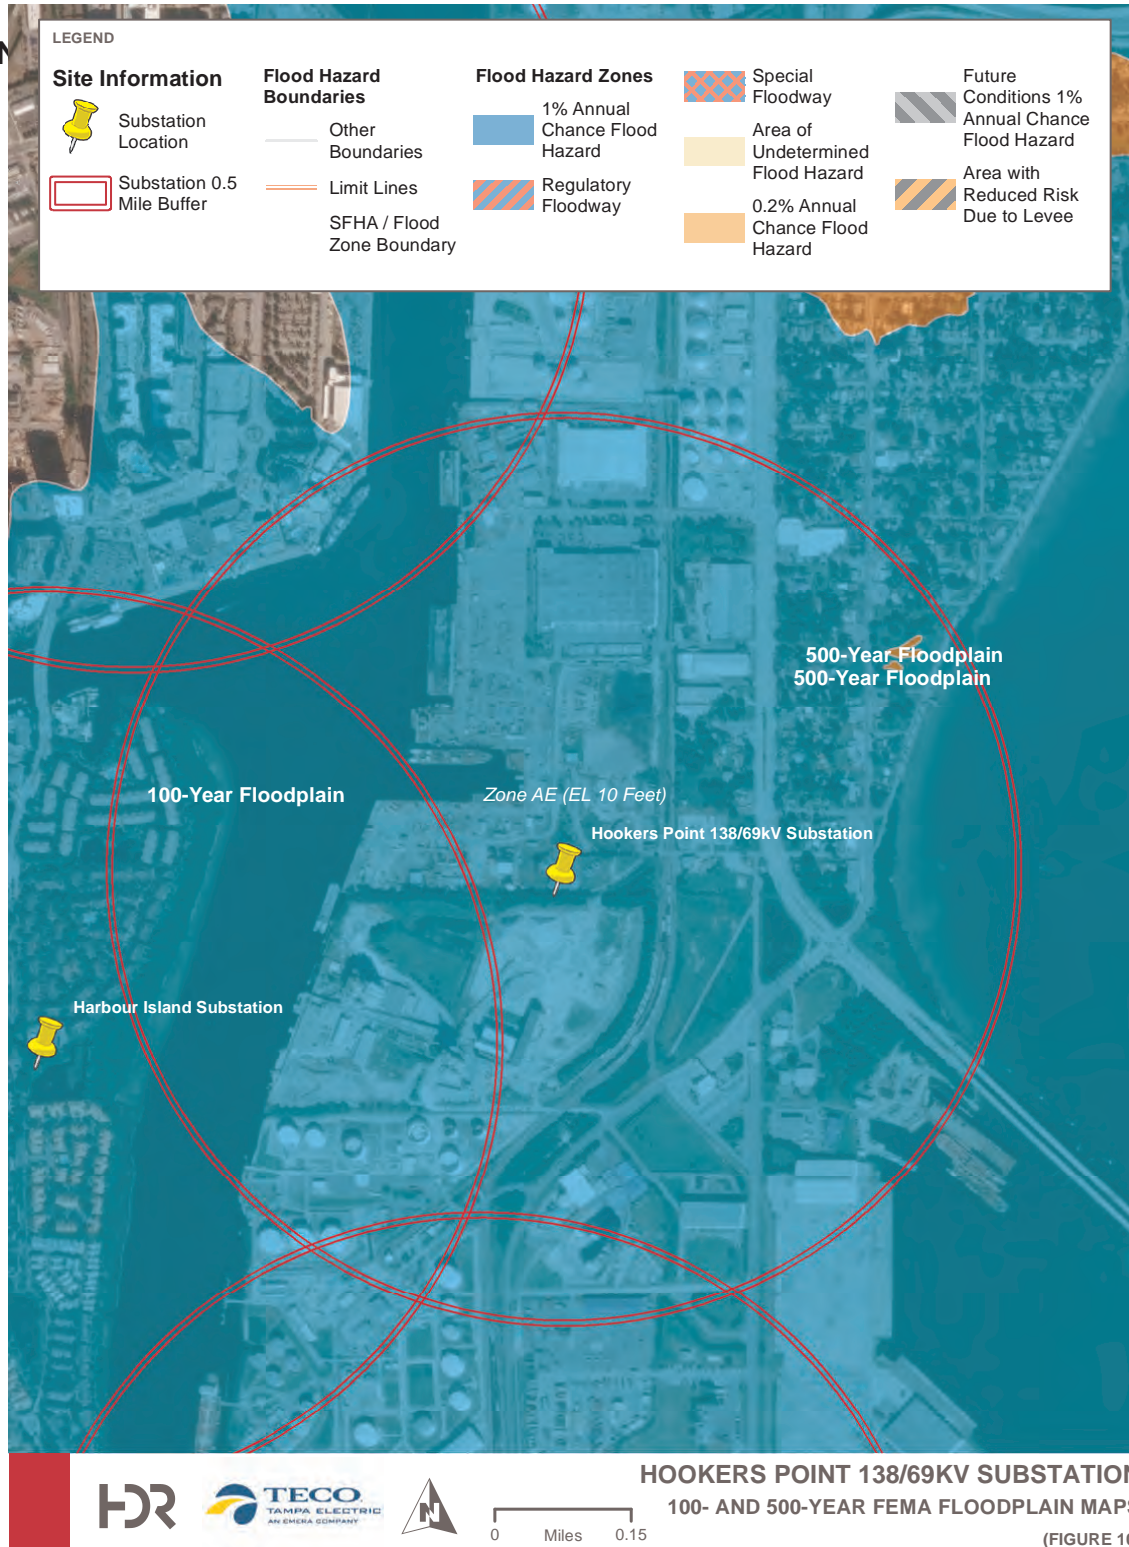 N
LEGEND
Site Information
Substation
Location
Substation 0.5
Mile Buffer
Flood Hazard
Boundaries
Other
Boundaries
Limit Lines
SFHA / Flood
Zone Boundary
Flood Hazard Zones
1% Annual
Chance Flood
Hazard
Regulatory
Floodway
Special
Floodway
Area of
Undetermined
Flood Hazard
0.2% Annual
Chance Flood
Hazard
Future
Conditions 1%
Annual Chance
Flood Hazard
Area with
Reduced Risk
Due to Levee
500-Year Floodplain
500-Year Floodplain
100-Year Floodplain
Zone AE (EL 10 Feet)
Hookers Point 138/69kV Substation
Harbour Island Substation
HDR
TECO
TAMPA ELECTRIC
AN EMERA COMPANY
N
0 Miles 0.15
HOOKERS POINT 138/69KV SUBSTATION
100- AND 500-YEAR FEMA FLOODPLAIN MAPS
(FIGURE 10